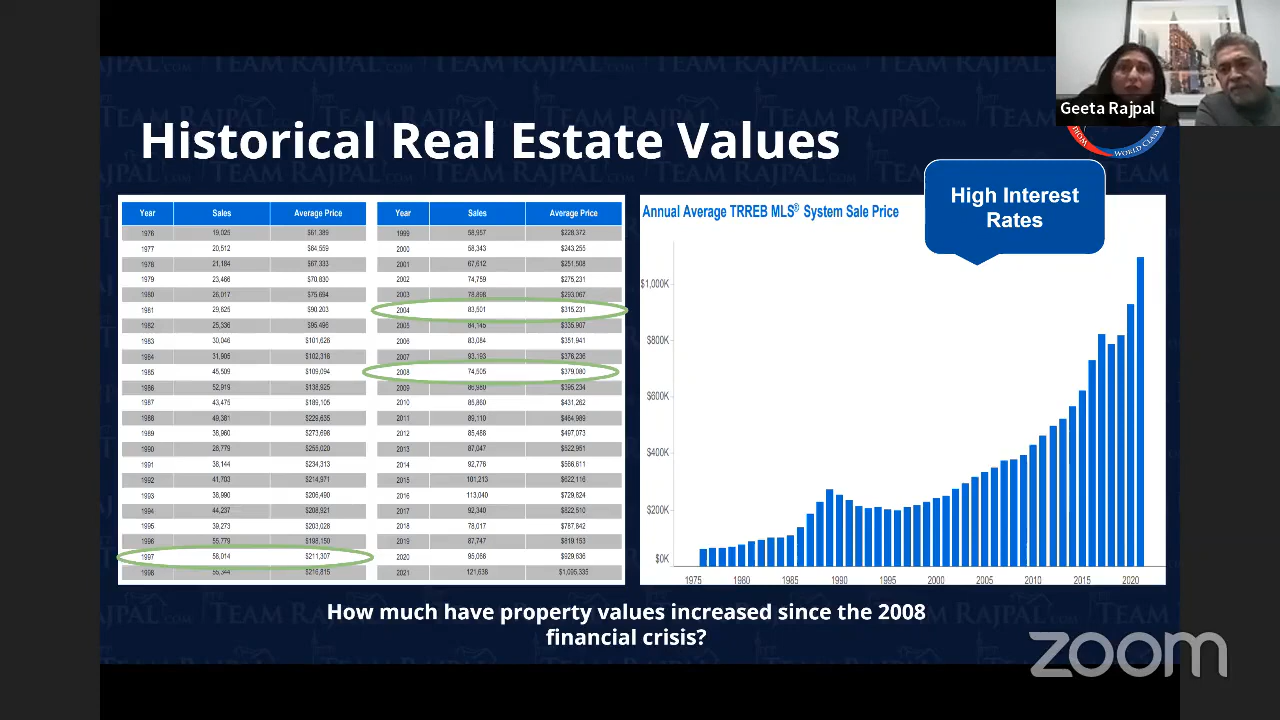 Geeta Rajpal
WORLD CLASS
Historical Real Estate Values
High Interest
Rates
Year Sales Average Price
1976 19,025 $61,389
1977 20,512 $64,559
1978 21,184 $67,333
1979 23,466 $70,830
1980 26,017 $75,694
1981 29,625 $90,203
1982 25,336 $95,496
1983 30,046 $101,626
1984 31,905 $102,318
1985 45,509 $109,094
1986 52,919 $138,925
1987 43,475 $189,105
1988 49,381 $229,635
1989 38,960 $273,698
1990 26,779 $255,020
1991 38,144 $234,313
1992 41,703 $214,971
1993 38,990 $206,490
1994 44,237 $208,921
1995 39,273 $203,028
1996 55,779 $198,150
1997 58,014 $211,307
1998 55,344 $216,815
Year Sales Average Price
1999 58,957 $228,372
2000 58,343 $243,255
2001 67,612 $251,508
2002 74,759 $275,231
2003 78,898 $293,067
2004 83,501 $315,231
2005 84,145 $335,907
2006 83,084 $351,941
2007 93,193 $376,236
2008 74,505 $379,080
2009 86,980 $395,234
2010 85,860 $431,262
2011 89,110 $464,989
2012 85,488 $497,073
2013 87,047 $522,951
2014 92,776 $566,611
2015 101,213 $622,116
2016 113,040 $729,824
2017 92,340 $822,510
2018 78,017 $787,842
2019 87,747 $819,153
2020 95,066 $929,636
2021 121,638 $1,095,335
Annual Average TRREB MLS® System Sale Price
$1,000K
$800K
$600K
$400K
$200K
$0K
1975 1980 1985 1990 1995 2000 2005 2010 2015 2020
How much have property values increased since the 2008
financial crisis?
zoom
TEAM RAJPAL.COM